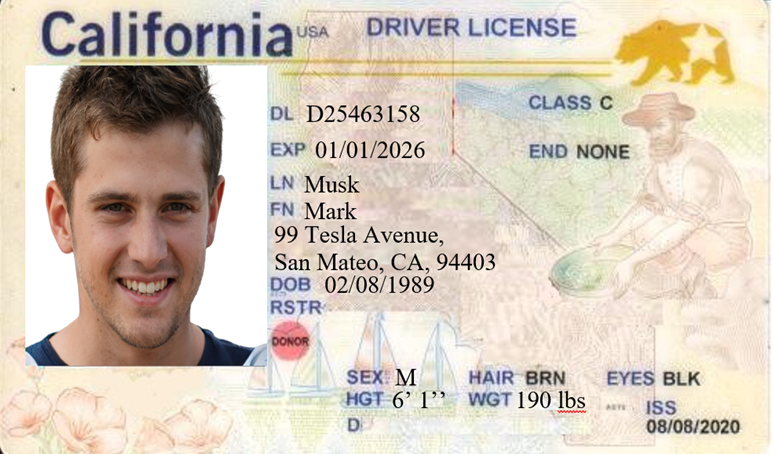 California USA DRIVER LICENSE
DL D25463158
CLASS C
EXP 01/01/2026
END NONE
LN Musk
FN Mark
99 Tesla Avenue,
San Mateo, CA, 94403
DOB 02/08/1989
RSTR
DONOR
SEX: M HAIR BRN EYES BLK
HGT 6’ 1’’ WGT 190 lbs
ISS
D 08/08/2020